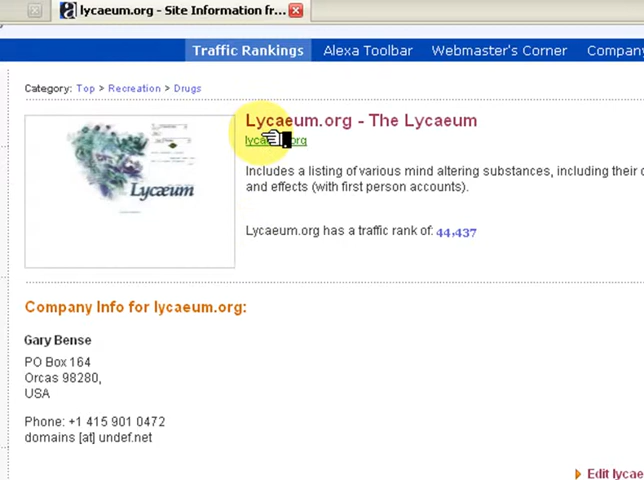 lycaeum.org - Site Information fr...
Traffic Rankings Alexa Toolbar Webmaster's Corner Company
Category: Top > Recreation > Drugs
Lycaeum.org - The Lycaeum
Lycæum
Includes a listing of various mind altering substances, including their
and effects (with first person accounts).
Lycaeum.org has a traffic rank of: 44,437
Company Info for lycaeum.org:
Gary Bense
PO Box 164
Orcas 98280,
USA
Phone: +1 415 901 0472
domains [at] undef.net
Edit lycae